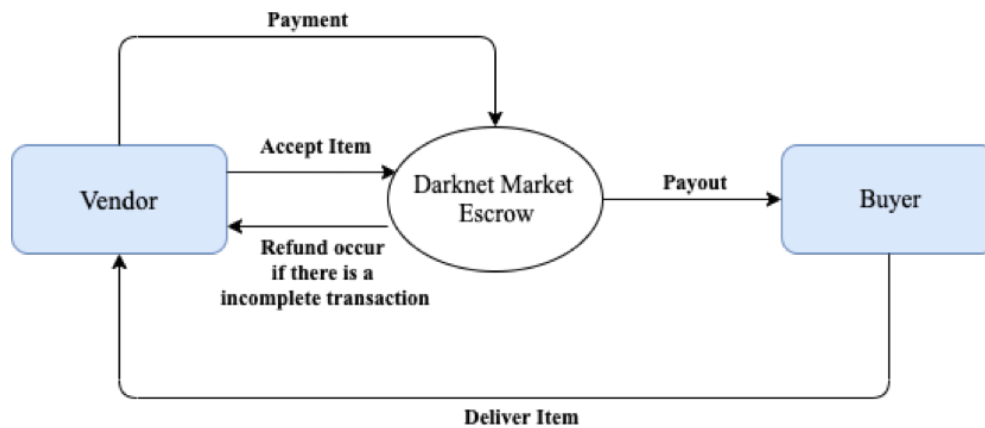 Payment
Accept Item
Vendor
Darknet Market
Escrow
Payout
Buyer
Refund occur
if there is a
incomplete transaction
Deliver Item